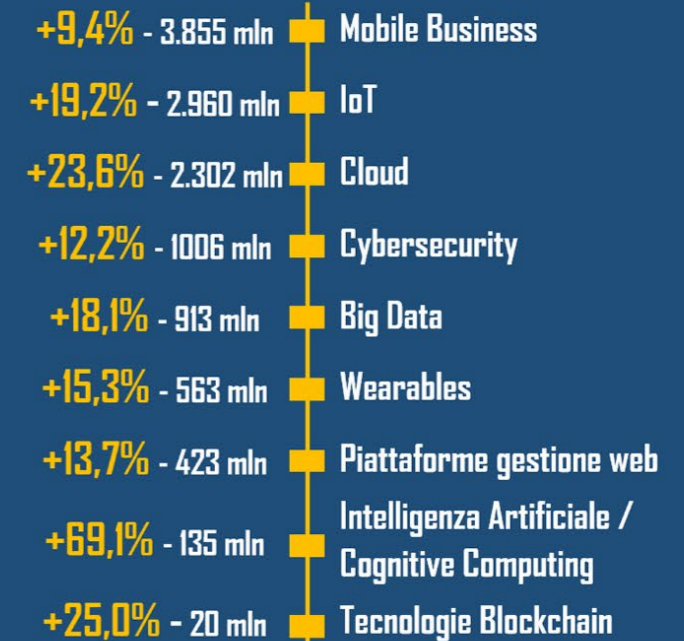 +9,4% - 3.855 mln Mobile Business
+19,2% - 2.960 mln IoT
+23,6% - 2.302 mln Cloud
+12,2% - 1006 mln Cybersecurity
+18,1% - 913 mln Big Data
+15,3% - 563 mln Wearables
+13,7% - 423 mln Piattaforme gestione web
+69,1% - 135 mln Intelligenza Artificiale /
Cognitive Computing
+25,0% - 20 mln Tecnologie Blockchain